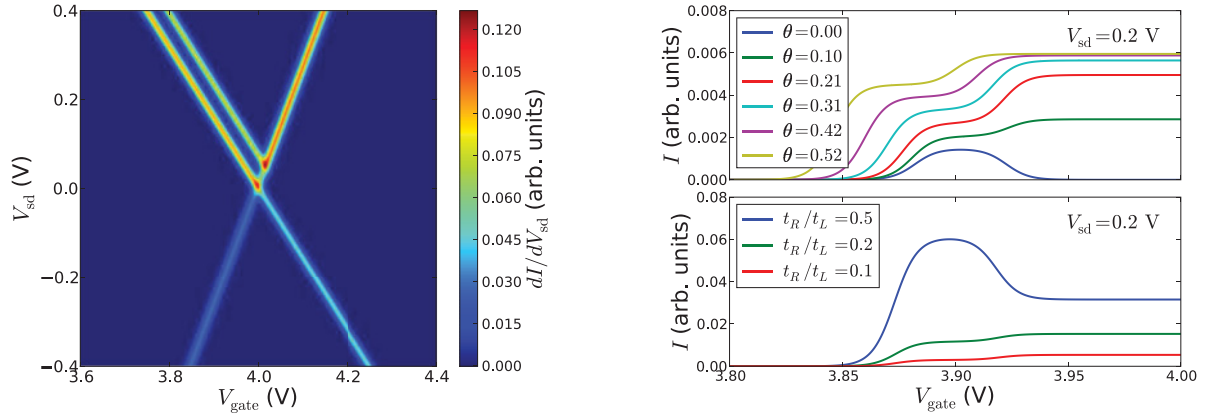 0.4
0.2
0.0
−0.2
−0.4
V_sd (V)
3.6 3.8 4.0 4.2 4.4
V_gate (V)
0.120
0.105
0.090
0.075
0.060
0.045
0.030
0.015
0.000
dI/dV_sd (arb. units)
0.008
0.006
0.004
0.002
0.000
I (arb. units)
θ=0.00
θ=0.10
θ=0.21
θ=0.31
θ=0.42
θ=0.52
V_sd=0.2 V
0.08
0.06
0.04
0.02
0.00
I (arb. units)
t_R/t_L=0.5
t_R/t_L=0.2
t_R/t_L=0.1
V_sd=0.2 V
3.80 3.85 3.90 3.95 4.00
V_gate (V)